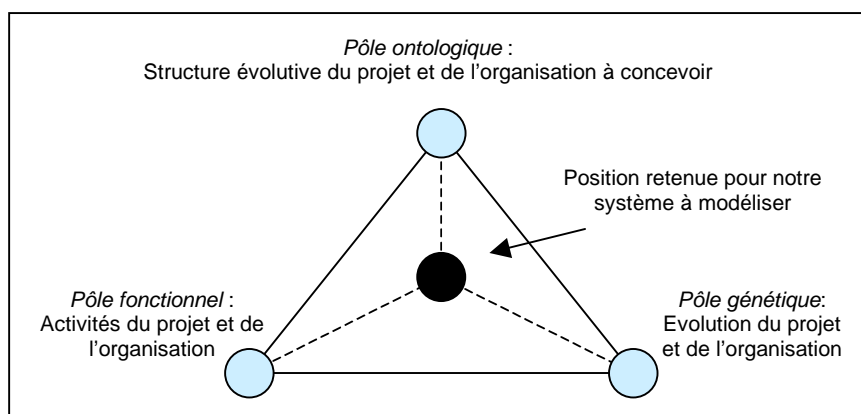 Pôle ontologique :
Structure évolutive du projet et de l'organisation à concevoir
Position retenue pour notre
système à modéliser
Pôle fonctionnel :
Activités du projet et de
l'organisation
Pôle génétique:
Evolution du projet
et de l'organisation